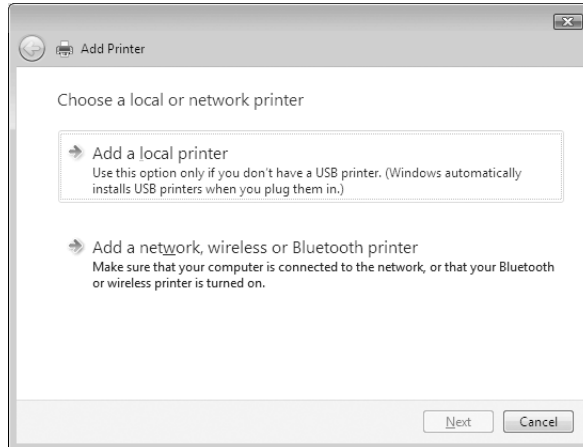 Add Printer
Choose a local or network printer
Add a local printer
Use this option only if you don't have a USB printer. (Windows automatically
installs USB printers when you plug them in.)
Add a network, wireless or Bluetooth printer
Make sure that your computer is connected to the network, or that your Bluetooth
or wireless printer is turned on.
Next Cancel